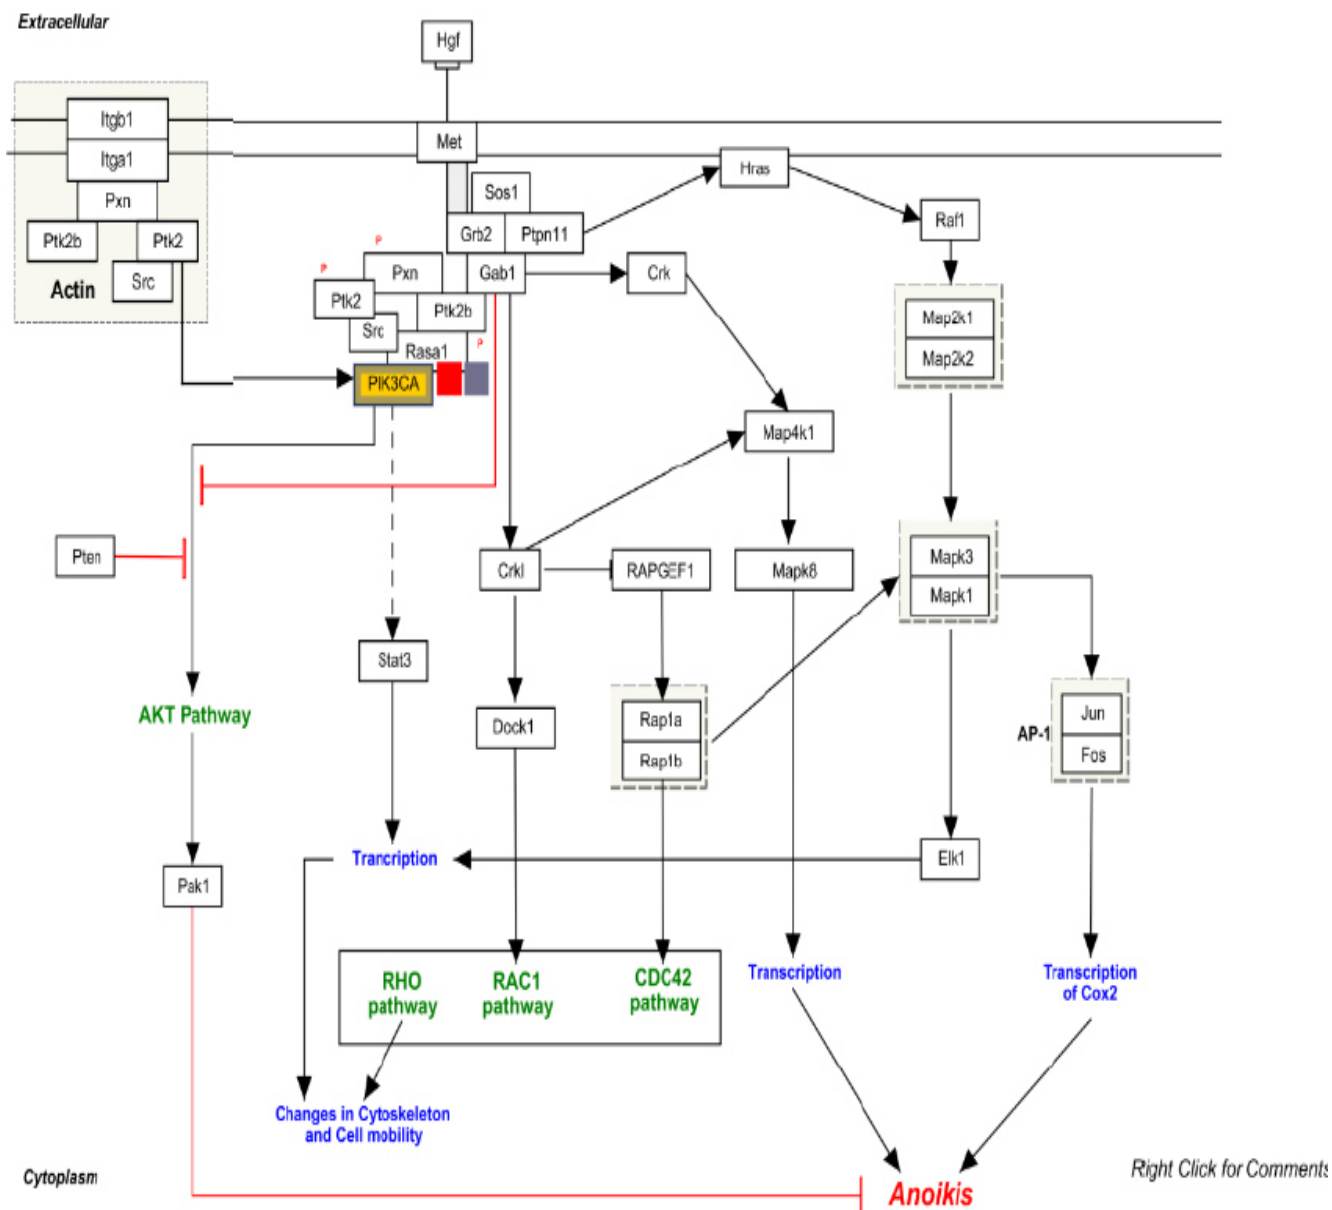 Extracellular
Hgf
Itgb1
Met
Itga1
Hras
Pxn
Sos1
Raf1
Ptk2b
Ptk2
Grb2
Ptpn11
P
Pxn
Gab1
Crk
Src
Actin
P
Ptk2
Ptk2b
Map2k1
Src
Rasa1
P
Map2k2
PIK3CA
Map4k1
Pten
Crkl
RAPGEF1
Mapk8
Mapk3
Mapk1
Stat3
AKT Pathway
Dock1
Rap1a
Rap1b
AP-1
Jun
Fos
Trancription
Elk1
Pak1
RHO
pathway
RAC1
pathway
CDC42
pathway
Transcription
Transcription
of Cox2
Changes in Cytoskeleton
and Cell mobility
Cytoplasm
Anoikis
Right Click for Comments